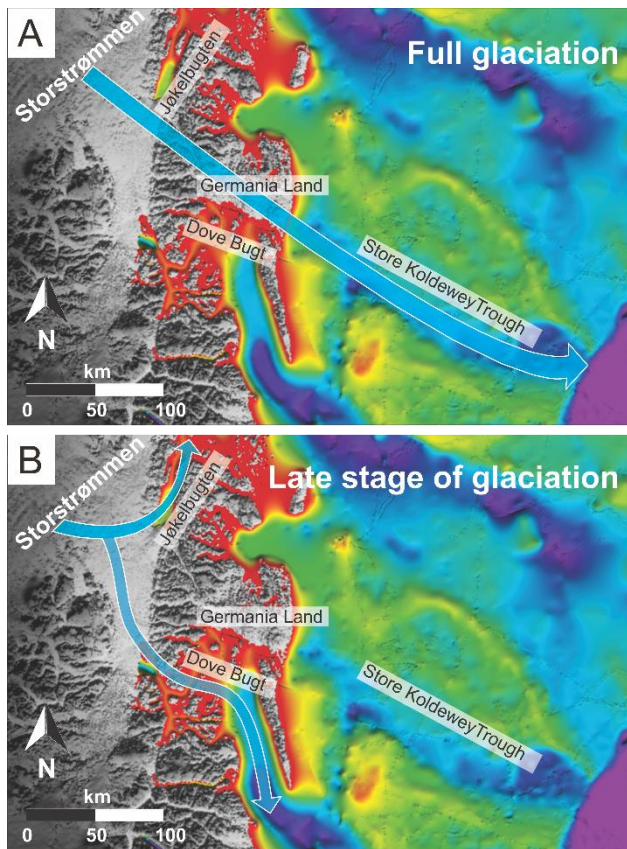 A
Full glaciation
Storstrømmen
Jøkelbugten
Germania Land
Dove Bugt
Store KoldeweyTrough
N
km
0 50 100
B
Late stage of glaciation
Storstrømmen
Jøkelbugten
Germania Land
Dove Bugt
Store KoldeweyTrough
N
km
0 50 100